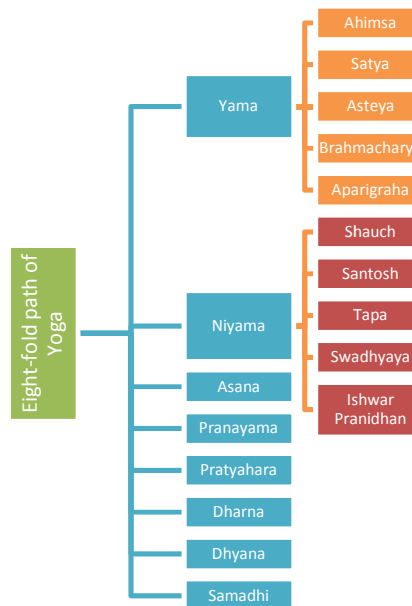 Eight-fold path of
Yoga
Yama
Ahimsa
Satya
Asteya
Brahmachary
Aparigraha
Niyama
Shauch
Santosh
Tapa
Swadhyaya
Ishwar
Pranidhan
Asana
Pranayama
Pratyahara
Dharna
Dhyana
Samadhi